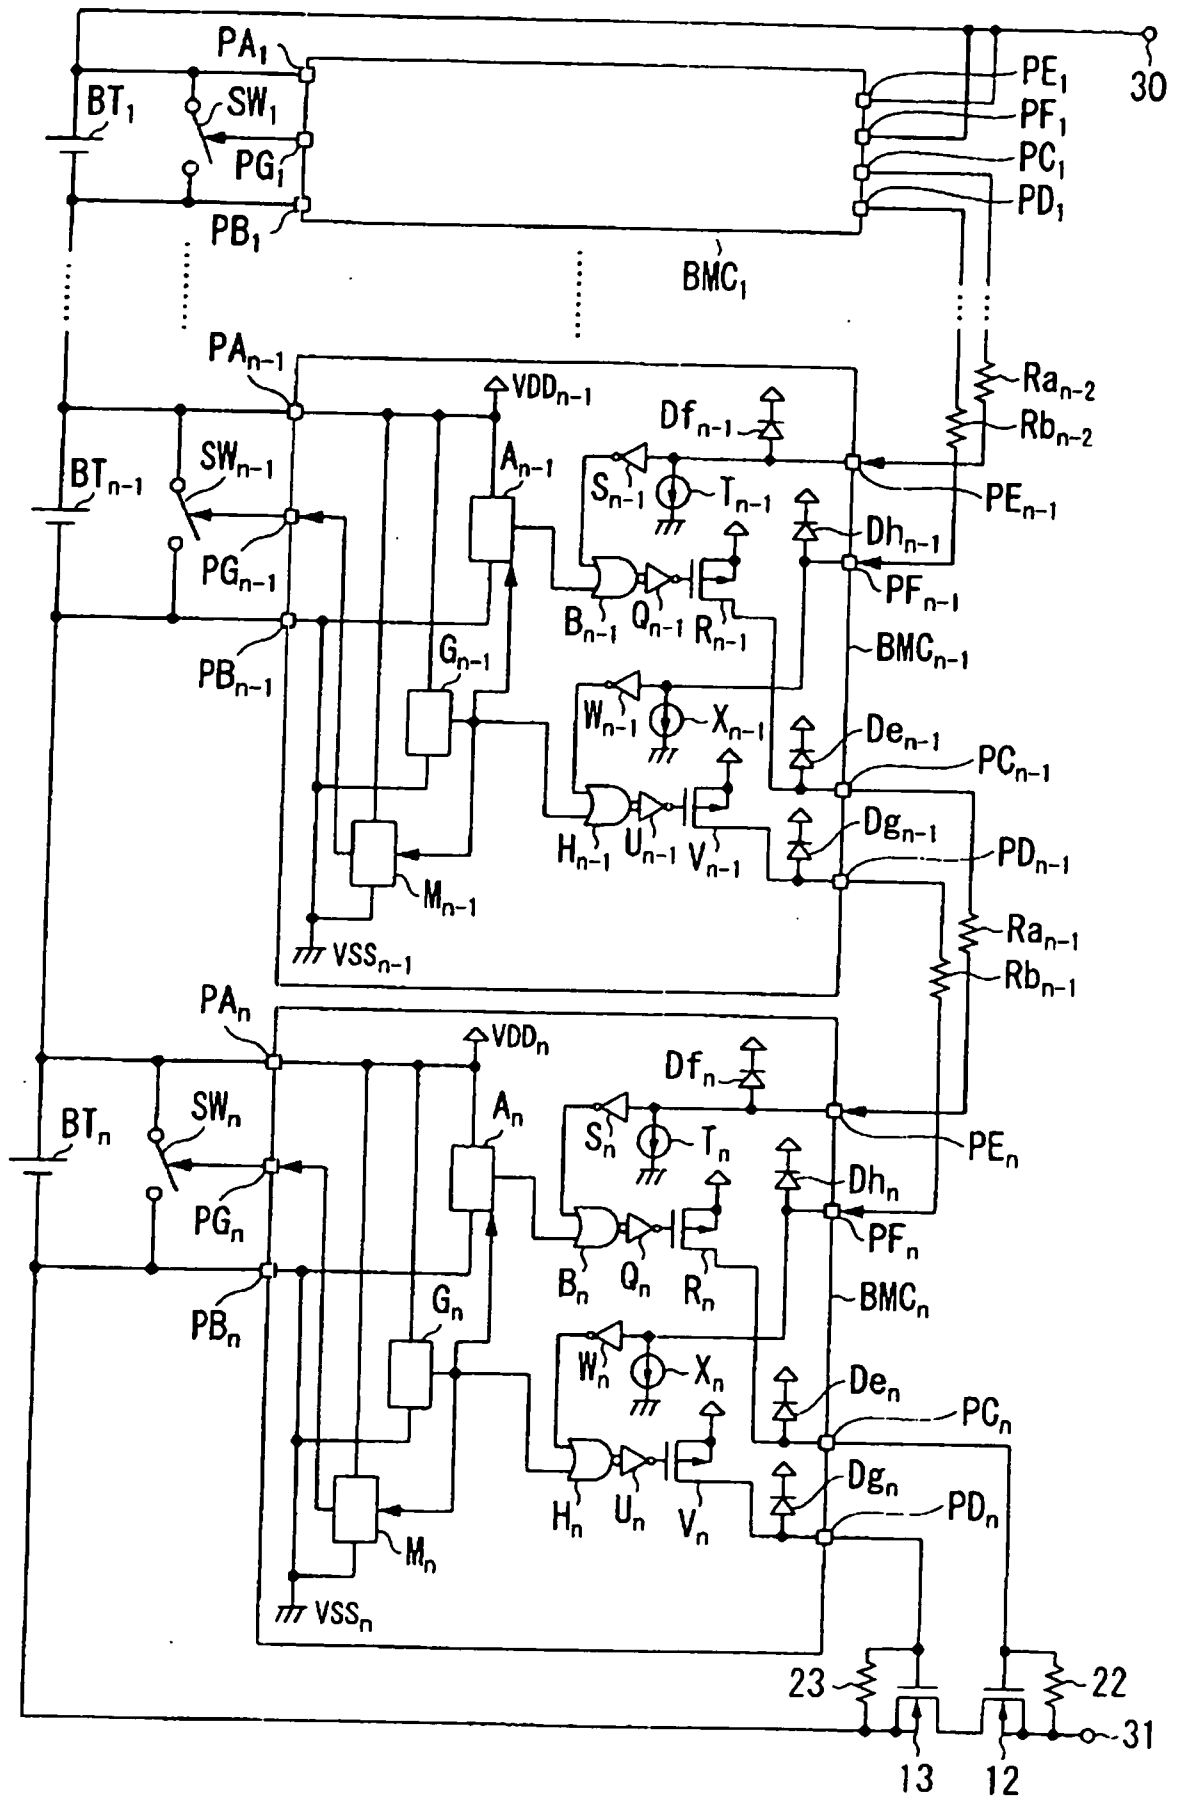 PA1
BT1
SW1
PG1
PB1
BMC1
PE1
PF1
PC1
PD1
30
PAn-1
VDDn-1
Dfn-1
Ran-2
Rbn-2
SWn-1
BTn-1
An-1
Sn-1
Tn-1
PEn-1
Dhn-1
PGn-1
PFn-1
Bn-1
Qn-1
Rn-1
BMCn-1
PBn-1
Gn-1
Wn-1
Xn-1
Den-1
PCn-1
Dgn-1
Hn-1
Un-1
Vn-1
PDn-1
Mn-1
VSSn-1
Ran-1
Rbn-1
PAn
VDDn
Dfn
SWn
BTn
An
Sn
Tn
PEn
Dhn
PGn
PFn
Bn
Qn
Rn
BMCn
PBn
Gn
Wn
Xn
Den
PCn
Dgn
Hn
Un
Vn
PDn
Mn
VSSn
23
22
31
13
12